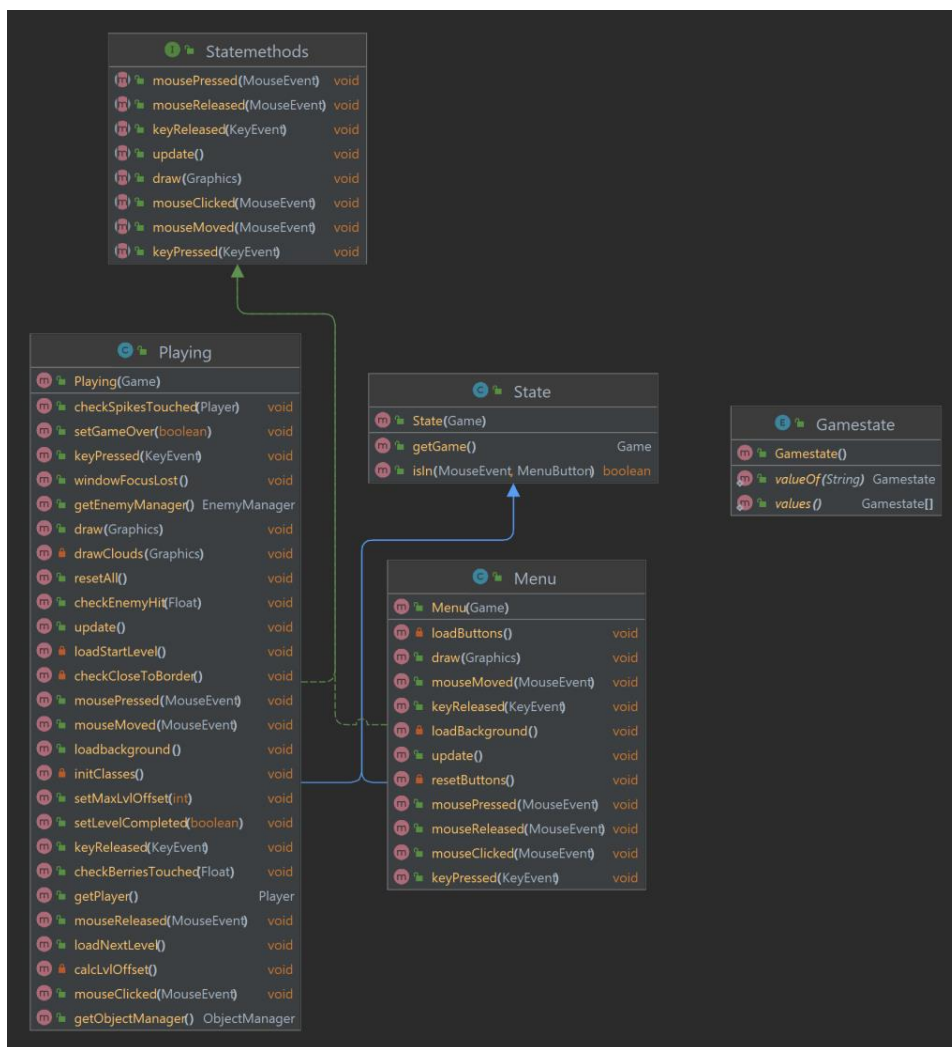 Statemethods
mousePressed(MouseEvent) void
mouseReleased(MouseEvent) void
keyReleased(KeyEvent) void
update() void
draw(Graphics) void
mouseClicked(MouseEvent) void
mouseMoved(MouseEvent) void
keyPressed(KeyEvent) void
Playing
Playing(Game)
checkSpikesTouched(Player) void
setGameOver(boolean) void
keyPressed(KeyEvent) void
windowFocusLost() void
getEnemyManager() EnemyManager
draw(Graphics) void
drawClouds(Graphics) void
resetAll() void
checkEnemyHit(Float) void
update() void
loadStartLevel() void
checkCloseToBorder() void
mousePressed(MouseEvent) void
mouseMoved(MouseEvent) void
loadbackground() void
initClasses() void
setMaxLvlOffset(int) void
setLevelCompleted(boolean) void
keyReleased(KeyEvent) void
checkBerriesTouched(Float) void
getPlayer() Player
mouseReleased(MouseEvent) void
loadNextLevel() void
calcLvlOffset() void
mouseClicked(MouseEvent) void
getObjectManager() ObjectManager
State
State(Game)
getGame() Game
isIn(MouseEvent, MenuButton) boolean
Menu
Menu(Game)
loadButtons() void
draw(Graphics) void
mouseMoved(MouseEvent) void
keyReleased(KeyEvent) void
loadBackground() void
update() void
resetButtons() void
mousePressed(MouseEvent) void
mouseReleased(MouseEvent) void
mouseClicked(MouseEvent) void
keyPressed(KeyEvent) void
Gamestate
Gamestate()
valueOf(String) Gamestate
values() Gamestate[]